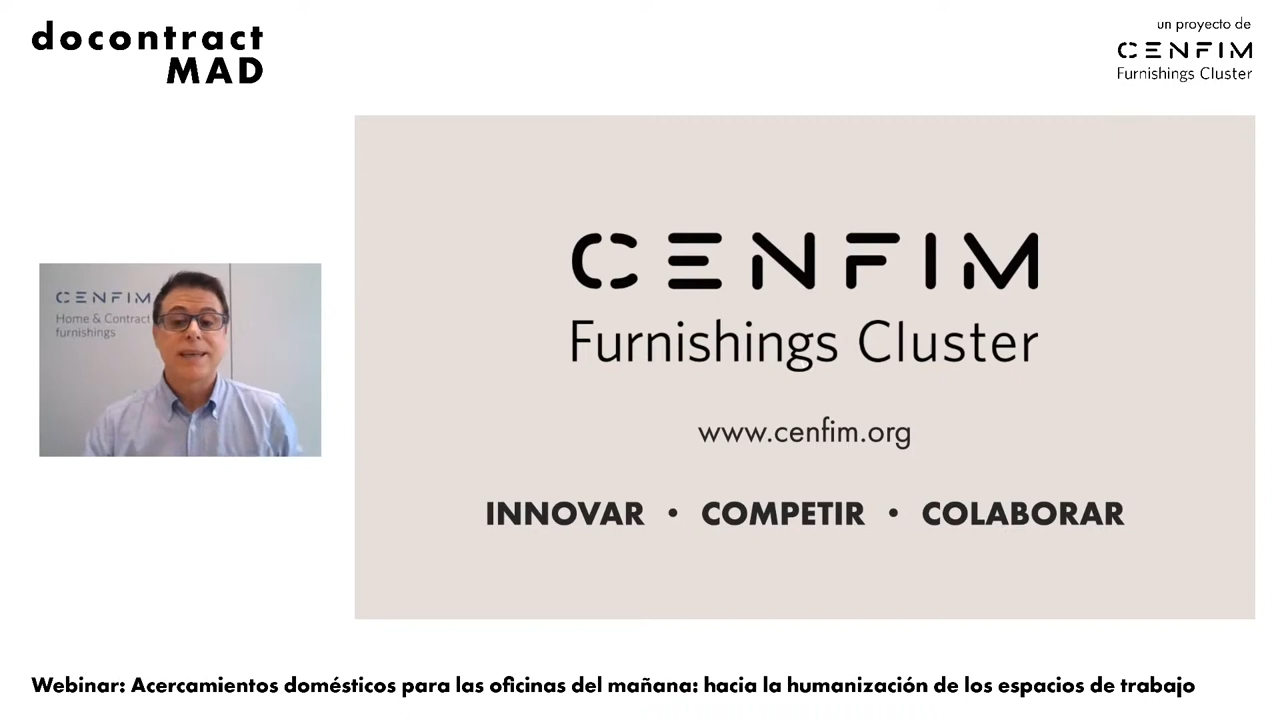 docontract
MAD
un proyecto de
CENFIM
Furnishings Cluster
CENFIM
Home & Contract
furnishings
CENFIM
Furnishings Cluster
www.cenfim.org
INNOVAR • COMPETIR • COLABORAR
Webinar: Acercamientos domésticos para las oficinas del mañana: hacia la humanización de los espacios de trabajo